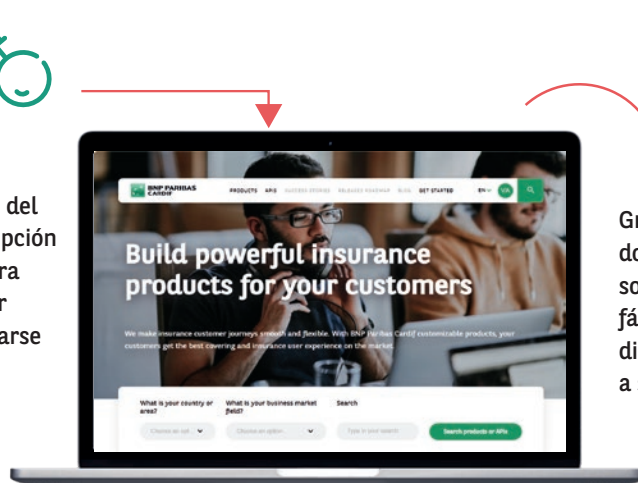 del
pción
ra
r
arse
BNP PARIBAS
CARDIF
PRODUCTS APIS SUCCESS STORIES RELEASES ROADMAP BLOG GET STARTED EN VA
Build powerful insurance
products for your customers
We make insurance customer journeys smooth and flexible. With BNP Paribas Cardif customizable products, your
customers get the best covering and insurance user experience on the market.
What is your country or
area?
What is your business market
field?
Search
Choose an opt
Choose an option
Type in your search
Search products or APIs
Gr
do
so
fá
di
a